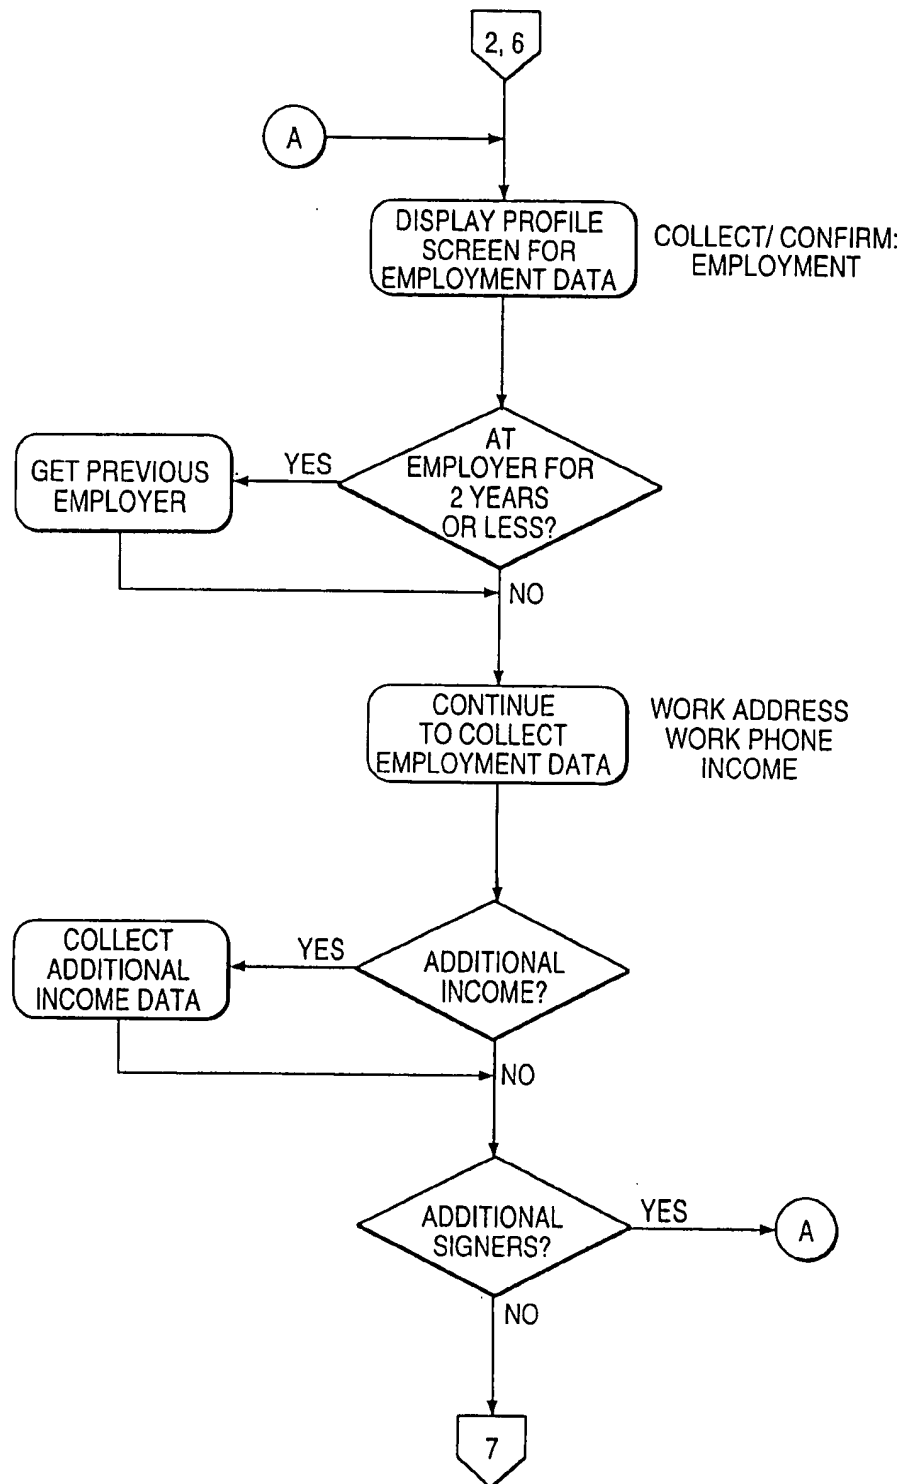 2, 6
A
DISPLAY PROFILE
SCREEN FOR
EMPLOYMENT DATA
COLLECT/ CONFIRM:
EMPLOYMENT
AT
EMPLOYER FOR
2 YEARS
OR LESS?
YES
GET PREVIOUS
EMPLOYER
NO
CONTINUE
TO COLLECT
EMPLOYMENT DATA
WORK ADDRESS
WORK PHONE
INCOME
ADDITIONAL
INCOME?
YES
COLLECT
ADDITIONAL
INCOME DATA
NO
ADDITIONAL
SIGNERS?
YES
A
NO
7